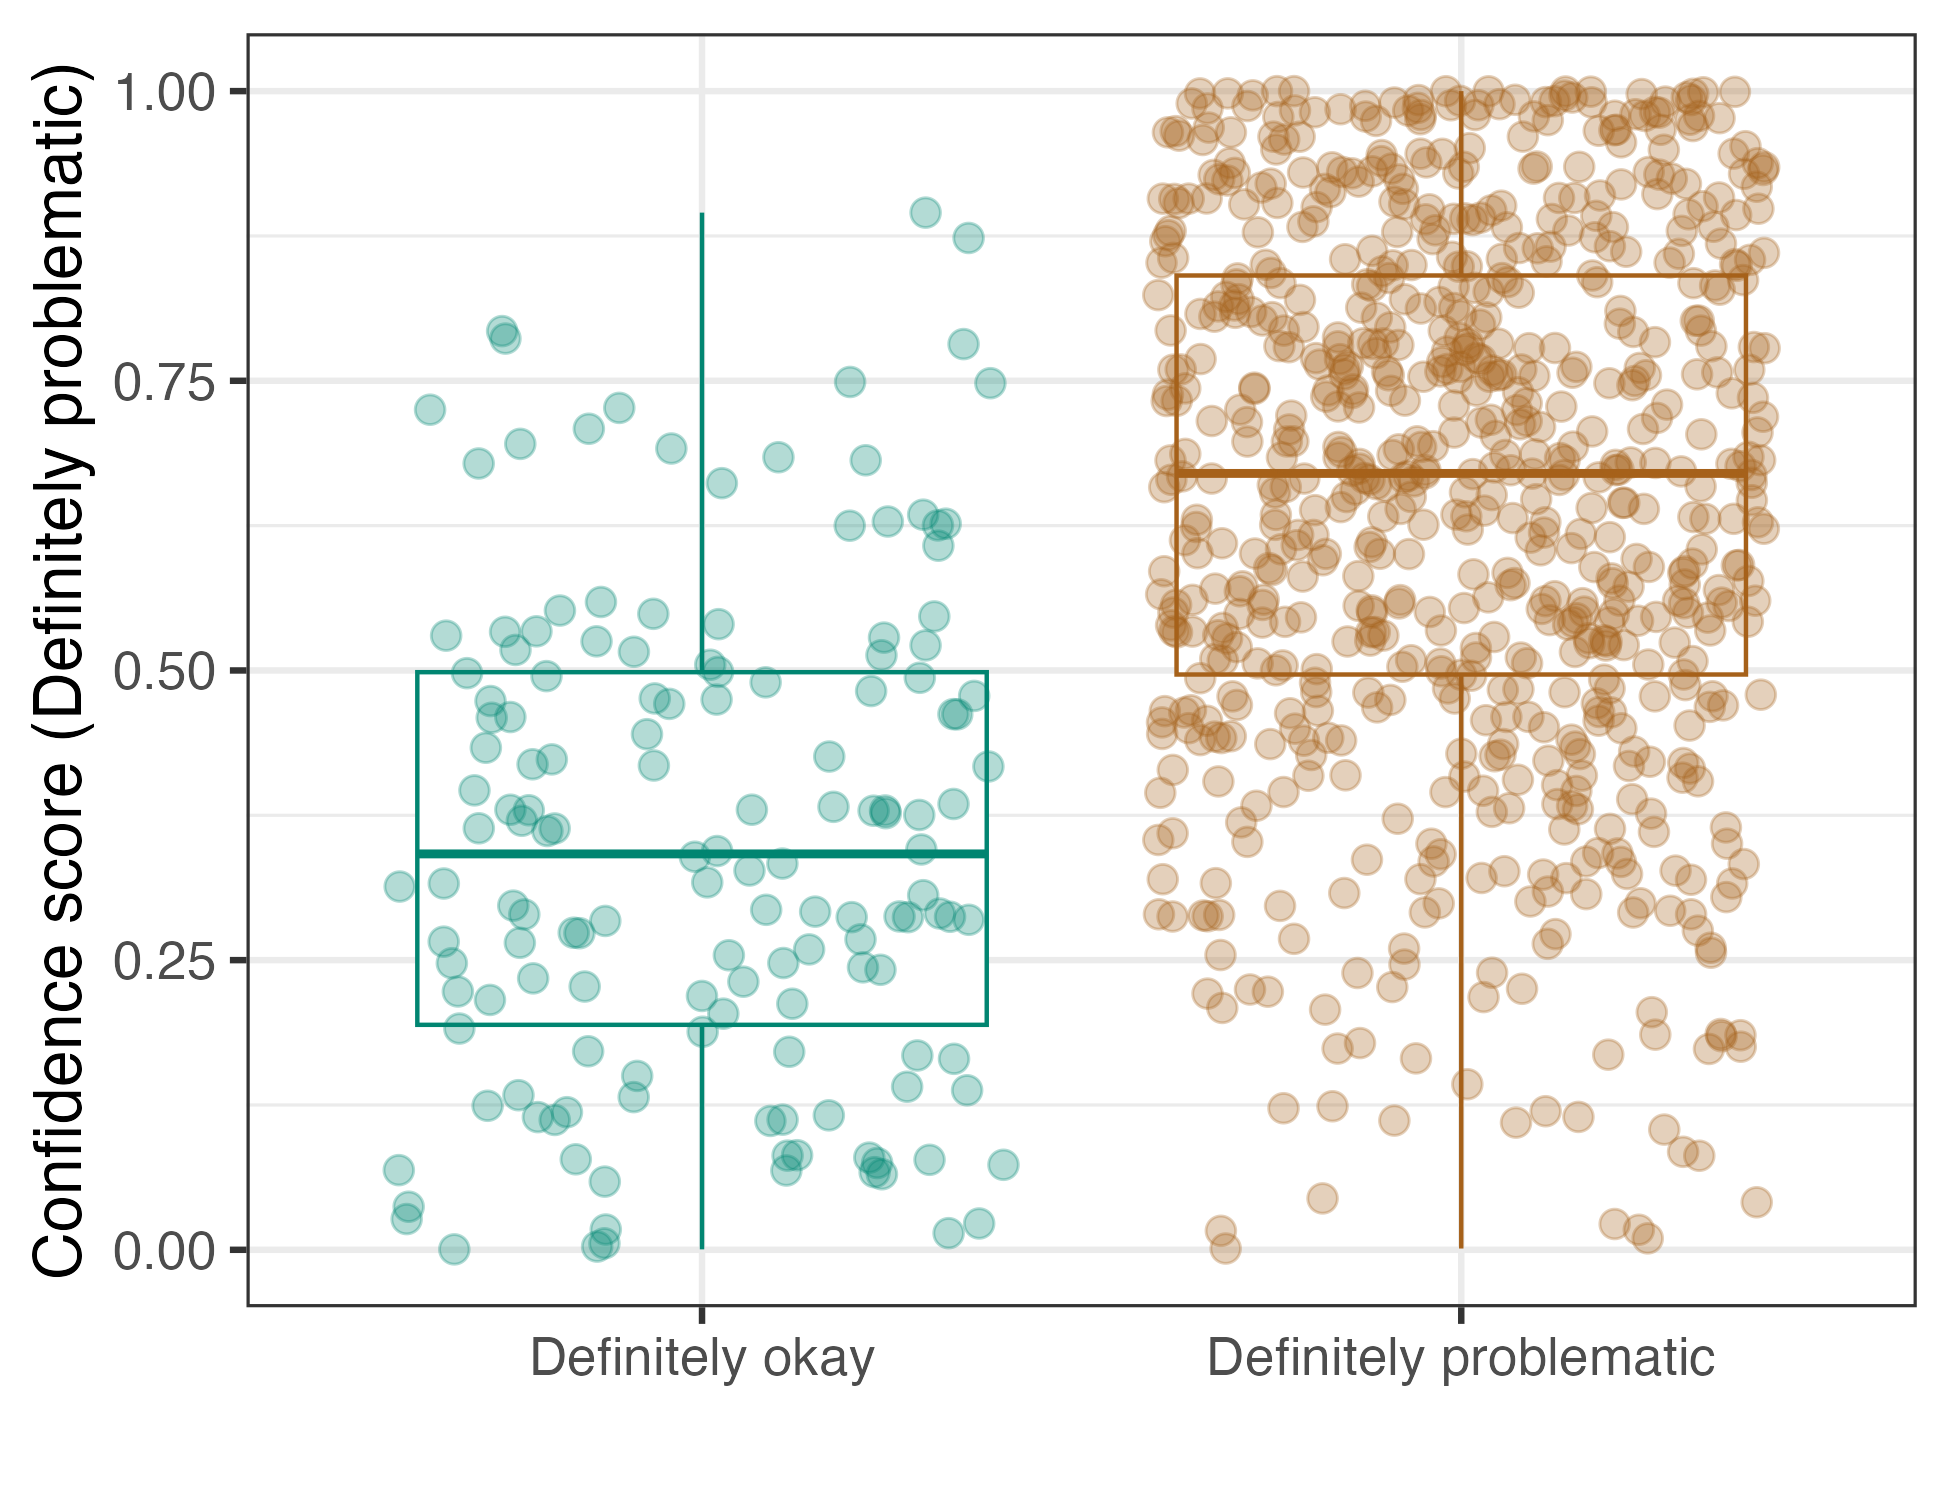 Confidence score (Definitely problematic)
1.00
0.75
0.50
0.25
0.00
Definitely okay
Definitely problematic